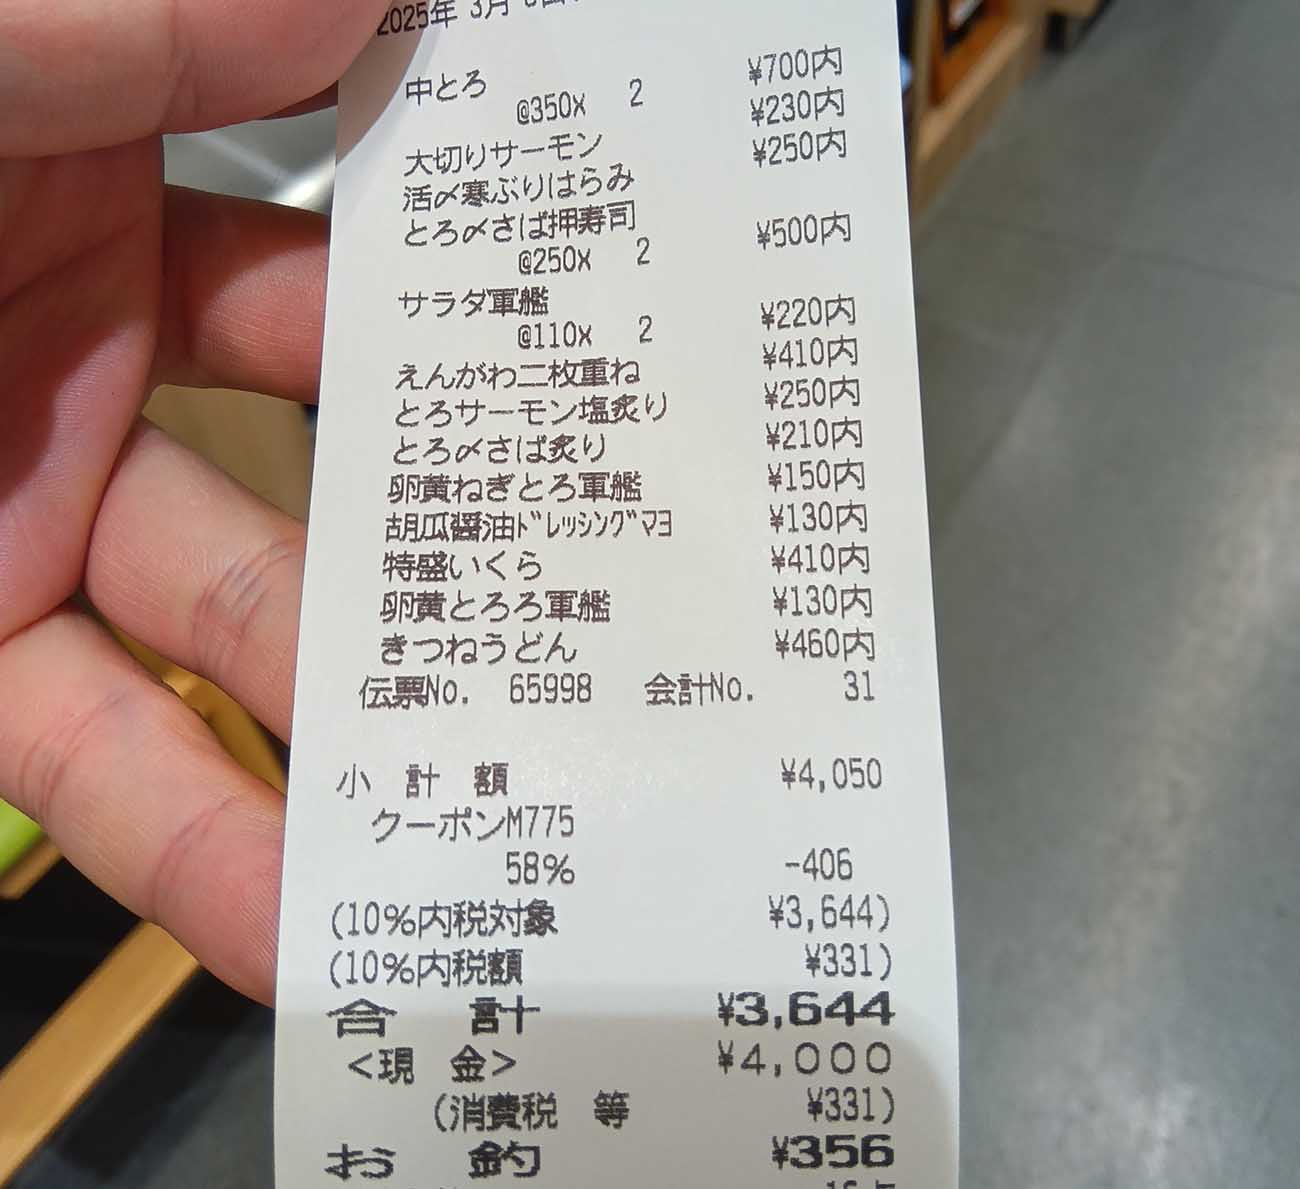 2025年 3月
中とろ
@350x 2 ¥700内
大切りサーモン ¥230内
活〆寒ぶりはらみ ¥250内
とろ〆さば押寿司
@250x 2 ¥500内
サラダ軍艦
@110x 2 ¥220内
えんがわ二枚重ね ¥410内
とろサーモン塩炙り ¥250内
とろ〆さば炙り ¥210内
卵黄ねぎとろ軍艦 ¥150内
胡瓜醤油ﾄﾞﾚｯｼﾝｸﾞﾏﾖ ¥130内
特盛いくら ¥410内
卵黄とろろ軍艦 ¥130内
きつねうどん ¥460内
伝票No. 65998 会計No. 31
小 計 額 ¥4,050
クーポンM775
58% -406
(10%内税対象 ¥3,644)
(10%内税額 ¥331)
合 計 ¥3,644
<現 金> ¥4,000
(消費税 等 ¥331)
お 釣 ¥356